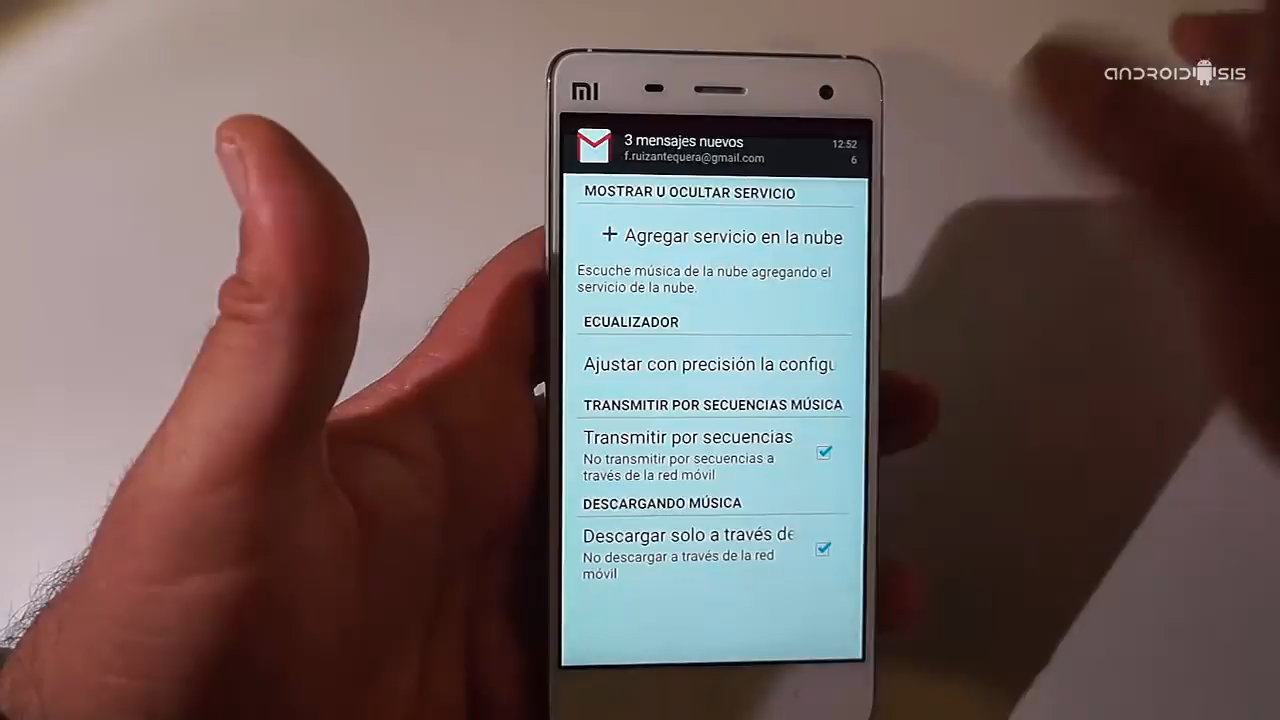 ANDROIDSIS
MI
3 mensajes nuevos
12:52
f.ruizantequera@gmail.com
6
MOSTRAR U OCULTAR SERVICIO
+ Agregar servicio en la nube
Escuche música de la nube agregando el
servicio de la nube.
ECUALIZADOR
Ajustar con precisión la configu
TRANSMITIR POR SECUENCIAS MÚSICA
Transmitir por secuencias
No transmitir por secuencias a
través de la red móvil
DESCARGANDO MÚSICA
Descargar solo a través de
No descargar a través de la red
móvil